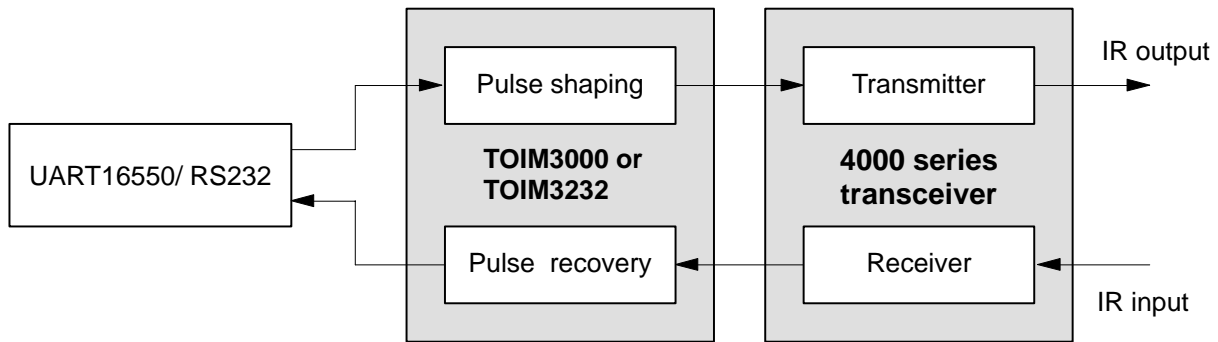 IR output
Pulse shaping
Transmitter
UART16550/ RS232
TOIM3000 or
TOIM3232
4000 series
transceiver
Pulse recovery
Receiver
IR input